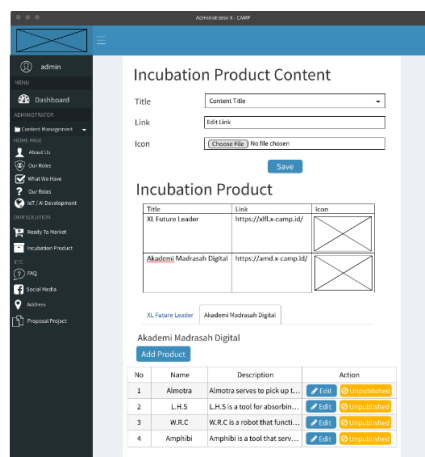 Administrator X - CAMP
admin
MENU
Dashboard
ADMINISTRATOR
Content Management
HOME PAGE
About Us
Our Roles
What We Have
Our Roles
IoT / AI Development
OUR SOLUTION
Ready To Market
Incubation Product
ETC
FAQ
Social Media
Address
Proposal Project
Incubation Product Content
Title
Content Title
Link
Edit Link
Icon
Choose File No file chosen
Save
Incubation Product
Title Link Icon
XL Future Leader https://xlfl.x-camp.id/
Akademi Madrasah Digital https://amd.x-camp.id/
XL Future Leader Akademi Madrasah Digital
Akademi Madrasah Digital
Add Product
No Name Description Action
1 Almotra Almotra serves to pick up t... Edit Unpublished
2 L.H.S L.H.S is a tool for absorbin... Edit Unpublished
3 W.R.C W.R.C is a robot that functi... Edit Unpublished
4 Amphibi Amphibi is a tool that serv... Edit Unpublished